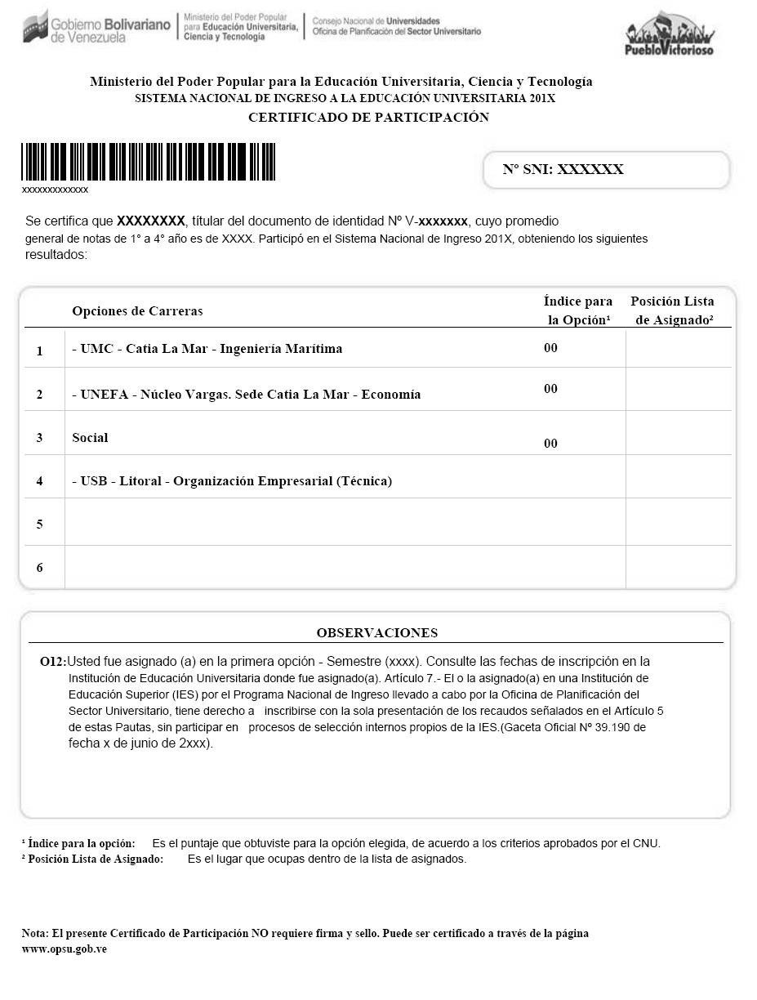 Gobierno Bolivariano
de Venezuela
Ministerio del Poder Popular
para Educación Universitaria,
Ciencia y Tecnología
Consejo Nacional de Universidades
Oficina de Planificación del Sector Universitario
PuebloVictorioso
Ministerio del Poder Popular para la Educación Universitaria, Ciencia y Tecnología
SISTEMA NACIONAL DE INGRESO A LA EDUCACIÓN UNIVERSITARIA 201X
CERTIFICADO DE PARTICIPACIÓN
xxxxxxxxxxxxx
Nº SNI: XXXXXX
Se certifica que XXXXXXXX, títular del documento de identidad Nº V-xxxxxxx, cuyo promedio
general de notas de 1° a 4° año es de XXXX. Participó en el Sistema Nacional de Ingreso 201X, obteniendo los siguientes
resultados:
Opciones de Carreras
Índice para
la Opción¹
Posición Lista
de Asignado²
1 - UMC - Catia La Mar - Ingeniería Marítima 00
2 - UNEFA - Núcleo Vargas. Sede Catia La Mar - Economía 00
3 Social 00
4 - USB - Litoral - Organización Empresarial (Técnica)
5
6
OBSERVACIONES
O12:Usted fue asignado (a) en la primera opción - Semestre (xxxx). Consulte las fechas de inscripción en la
Institución de Educación Universitaria donde fue asignado(a). Artículo 7.- El o la asignado(a) en una Institución de
Educación Superior (IES) por el Programa Nacional de Ingreso llevado a cabo por la Oficina de Planificación del
Sector Universitario, tiene derecho a inscribirse con la sola presentación de los recaudos señalados en el Artículo 5
de estas Pautas, sin participar en procesos de selección internos propios de la IES.(Gaceta Oficial Nº 39.190 de
fecha x de junio de 2xxx).
¹ Índice para la opción: Es el puntaje que obtuviste para la opción elegida, de acuerdo a los criterios aprobados por el CNU.
² Posición Lista de Asignado: Es el lugar que ocupas dentro de la lista de asignados.
Nota: El presente Certificado de Participación NO requiere firma y sello. Puede ser certificado a través de la página
www.opsu.gob.ve